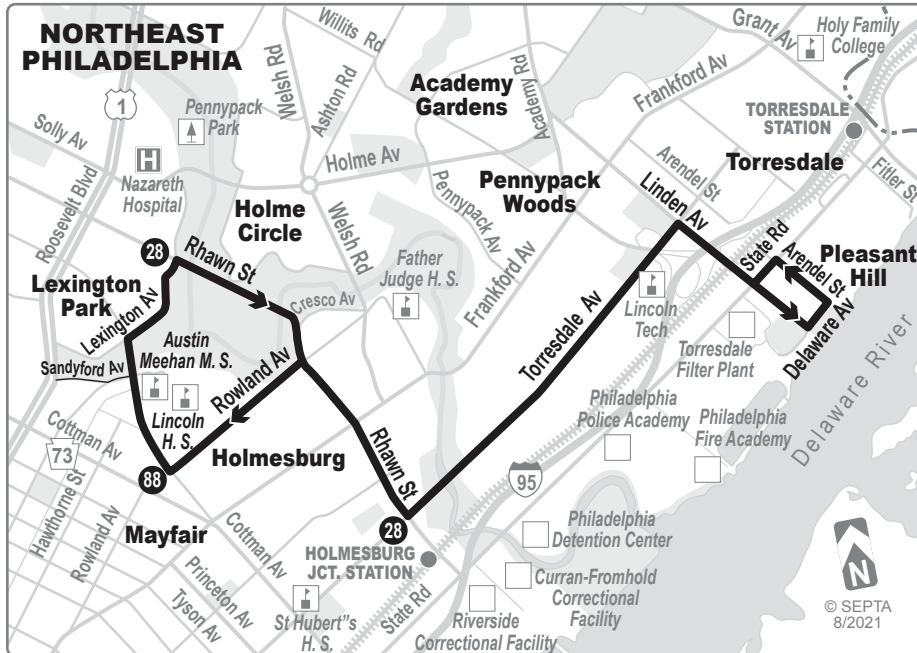 NORTHEAST
PHILADELPHIA
Willits Rd
Grant Av
Holy Family
College
1
Welsh Rd
Ashton Rd
Academy
Gardens
Academy Rd
Frankford Av
Pennypack
Park
TORRESDALE
STATION
Solly Av
H
Nazareth
Hospital
Holme Av
Torresdale
Arendel St
Fitler St
Roosevelt Blvd
Pennypack
Woods
Linden Av
Holme
Circle
Pennypack Av
28
Rhawn St
Welsh Rd
Father
Judge H. S.
State Rd
Arendel St
Pleasant
Hill
Lexington
Park
Lexington Av
Cresco Av
Frankford Av
Lincoln
Tech
Delaware Av
Austin
Meehan M. S.
Torresdale Av
Torresdale
Filter Plant
Sandyford Av
Rowland Av
Delaware River
Lincoln
H. S.
Philadelphia
Police Academy
Philadelphia
Fire Academy
Cottman Av
73
Rhawn St
88
Holmesburg
95
Hawthorne St
Rowland Av
Mayfair
Cottman Av
28
Philadelphia
Detention Center
HOLMESBURG
JCT. STATION
Princeton Av
Tyson Av
Curran-Fromhold
Correctional
Facility
N
State Rd
St Hubert"s
H. S.
Riverside
Correctional Facility
© SEPTA
8/2021